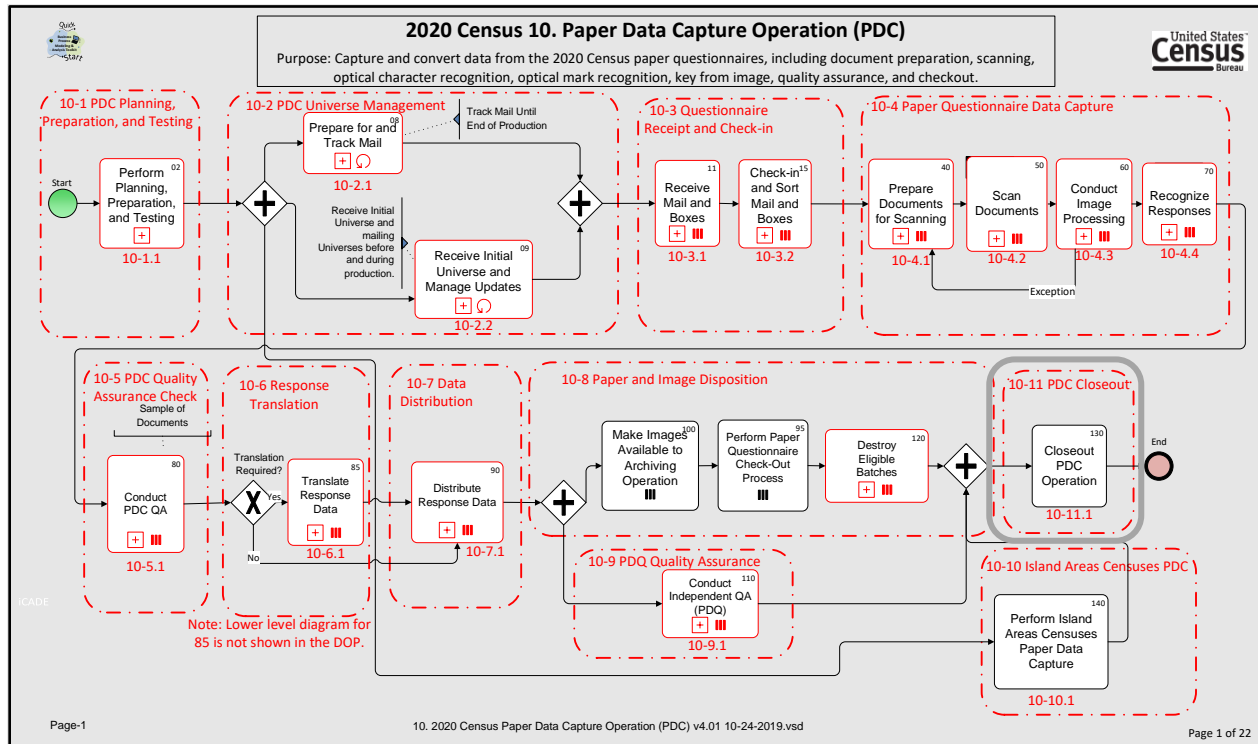 Quick
Business
Process
Modeling &
Analysis Toolkit
Start
2020 Census 10. Paper Data Capture Operation (PDC)
Purpose: Capture and convert data from the 2020 Census paper questionnaires, including document preparation, scanning,
optical character recognition, optical mark recognition, key from image, quality assurance, and checkout.
United States
Census
Bureau
10-1 PDC Planning,
Preparation, and Testing
Start
02
Perform
Planning,
Preparation,
and Testing
10-1.1
10-2 PDC Universe Management
08
Prepare for and
Track Mail
10-2.1
Track Mail Until
End of Production
Receive Initial
Universe and
mailing
Universes before
and during
production.
09
Receive Initial
Universe and
Manage Updates
10-2.2
10-3 Questionnaire
Receipt and Check-in
11
Receive
Mail and
Boxes
10-3.1
15
Check-in
and Sort
Mail and
Boxes
10-3.2
10-4 Paper Questionnaire Data Capture
40
Prepare
Documents
for Scanning
10-4.1
50
Scan
Documents
10-4.2
60
Conduct
Image
Processing
10-4.3
70
Recognize
Responses
10-4.4
Exception
10-5 PDC Quality
Assurance Check
Sample of
Documents
80
Conduct
PDC QA
10-5.1
10-6 Response
Translation
Translation
Required?
X
Yes
No
85
Translate
Response
Data
10-6.1
10-7 Data
Distribution
90
Distribute
Response Data
10-7.1
10-8 Paper and Image Disposition
100
Make Images
Available to
Archiving
Operation
95
Perform Paper
Questionnaire
Check-Out
Process
120
Destroy
Eligible
Batches
10-11 PDC Closeout
130
Closeout
PDC
Operation
10-11.1
End
10-9 PDQ Quality Assurance
110
Conduct
Independent QA
(PDQ)
10-9.1
10-10 Island Areas Censuses PDC
140
Perform Island
Areas Censuses
Paper Data
Capture
10-10.1
ICADE
Note: Lower level diagram for
85 is not shown in the DOP.
Page-1
10. 2020 Census Paper Data Capture Operation (PDC) v4.01 10-24-2019.vsd
Page 1 of 22